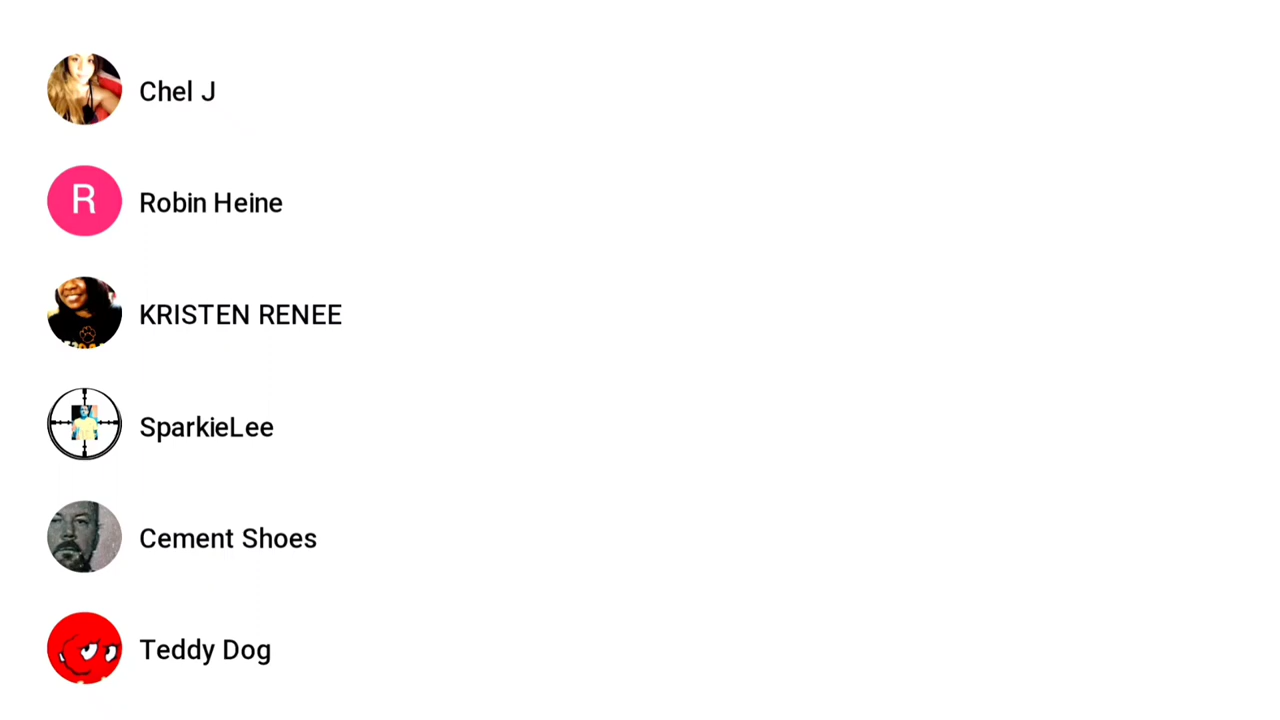 Chel J
R
Robin Heine
KRISTEN RENEE
SparkieLee
Cement Shoes
Teddy Dog